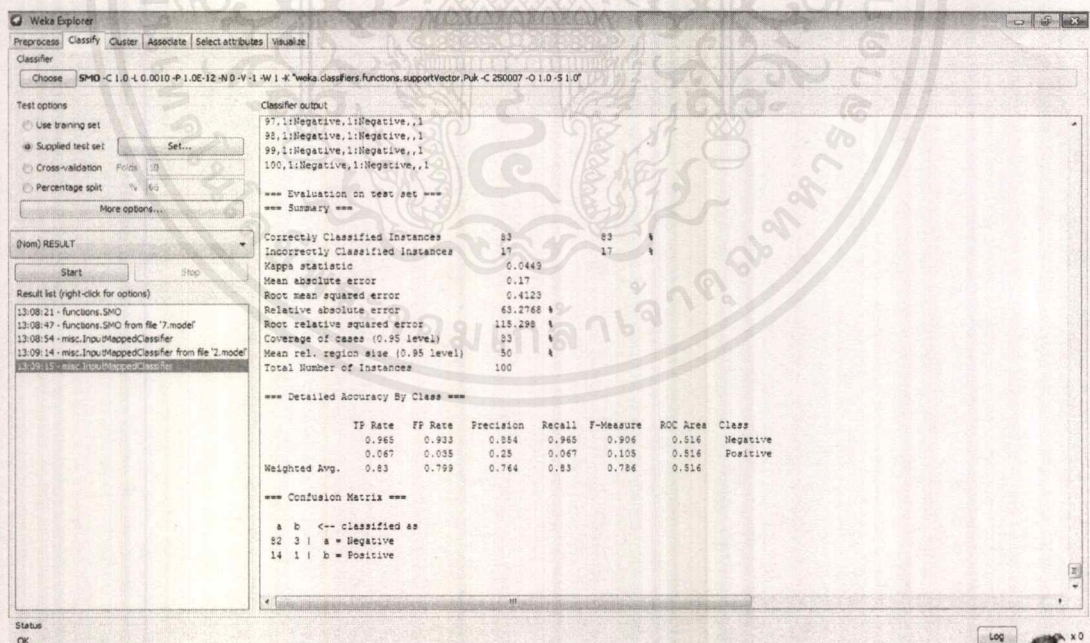 Weka Explorer
Preprocess Classify Cluster Associate Select attributes Visualize
Classifier
Choose SMO -C 1.0 -L 0.0010 -P 1.0E-12 -N 0 -V -1 -W 1 -K "weka.classifiers.functions.supportVector.Puk -C 250007 -O 1.0 -S 1.0"
Test options
Use training set
Supplied test set Set...
Cross-validation Folds 10
Percentage split % 66
More options...
(Nom) RESULT
Start Stop
Result list (right-click for options)
13:08:21 - functions.SMO
13:08:47 - functions.SMO from file '7.model'
13:08:54 - misc.InputMappedClassifier
13:09:14 - misc.InputMappedClassifier from file '2.model'
13:09:15 - misc.InputMappedClassifier
Classifier output
97,1:Negative,1:Negative,,1
98,1:Negative,1:Negative,,1
99,1:Negative,1:Negative,,1
100,1:Negative,1:Negative,,1
=== Evaluation on test set ===
=== Summary ===
Correctly Classified Instances 83 83 %
Incorrectly Classified Instances 17 17 %
Kappa statistic 0.0449
Mean absolute error 0.17
Root mean squared error 0.4123
Relative absolute error 63.2768 %
Root relative squared error 115.298 %
Coverage of cases (0.95 level) 83 %
Mean rel. region size (0.95 level) 50 %
Total Number of Instances 100
=== Detailed Accuracy By Class ===
TP Rate FP Rate Precision Recall F-Measure ROC Area Class
0.965 0.933 0.854 0.965 0.906 0.516 Negative
0.067 0.035 0.25 0.067 0.105 0.516 Positive
Weighted Avg. 0.83 0.799 0.764 0.83 0.786 0.516
=== Confusion Matrix ===
a b <-- classified as
82 3 | a = Negative
14 1 | b = Positive
Status
OK
Log
x 0